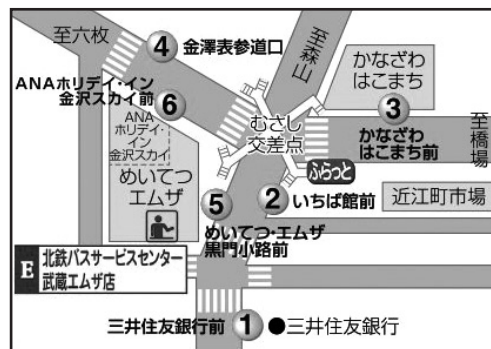 至六枚
4 金澤表参道口
至森山
かなざわ
はこまち
ANAホリデイ・イン
金沢スカイ前
6
3
ANA
ホリデイ・
イン
金沢スカイ
むさし
交差点
かなざわ
はこまち前
至橋場
めいてつ
エムザ
ふらっと
5
2 いちば館前
近江町市場
めいてつ・エムザ
黒門小路前
E 北鉄バスサービスセンター
武蔵エムザ店
三井住友銀行前 1 ●三井住友銀行